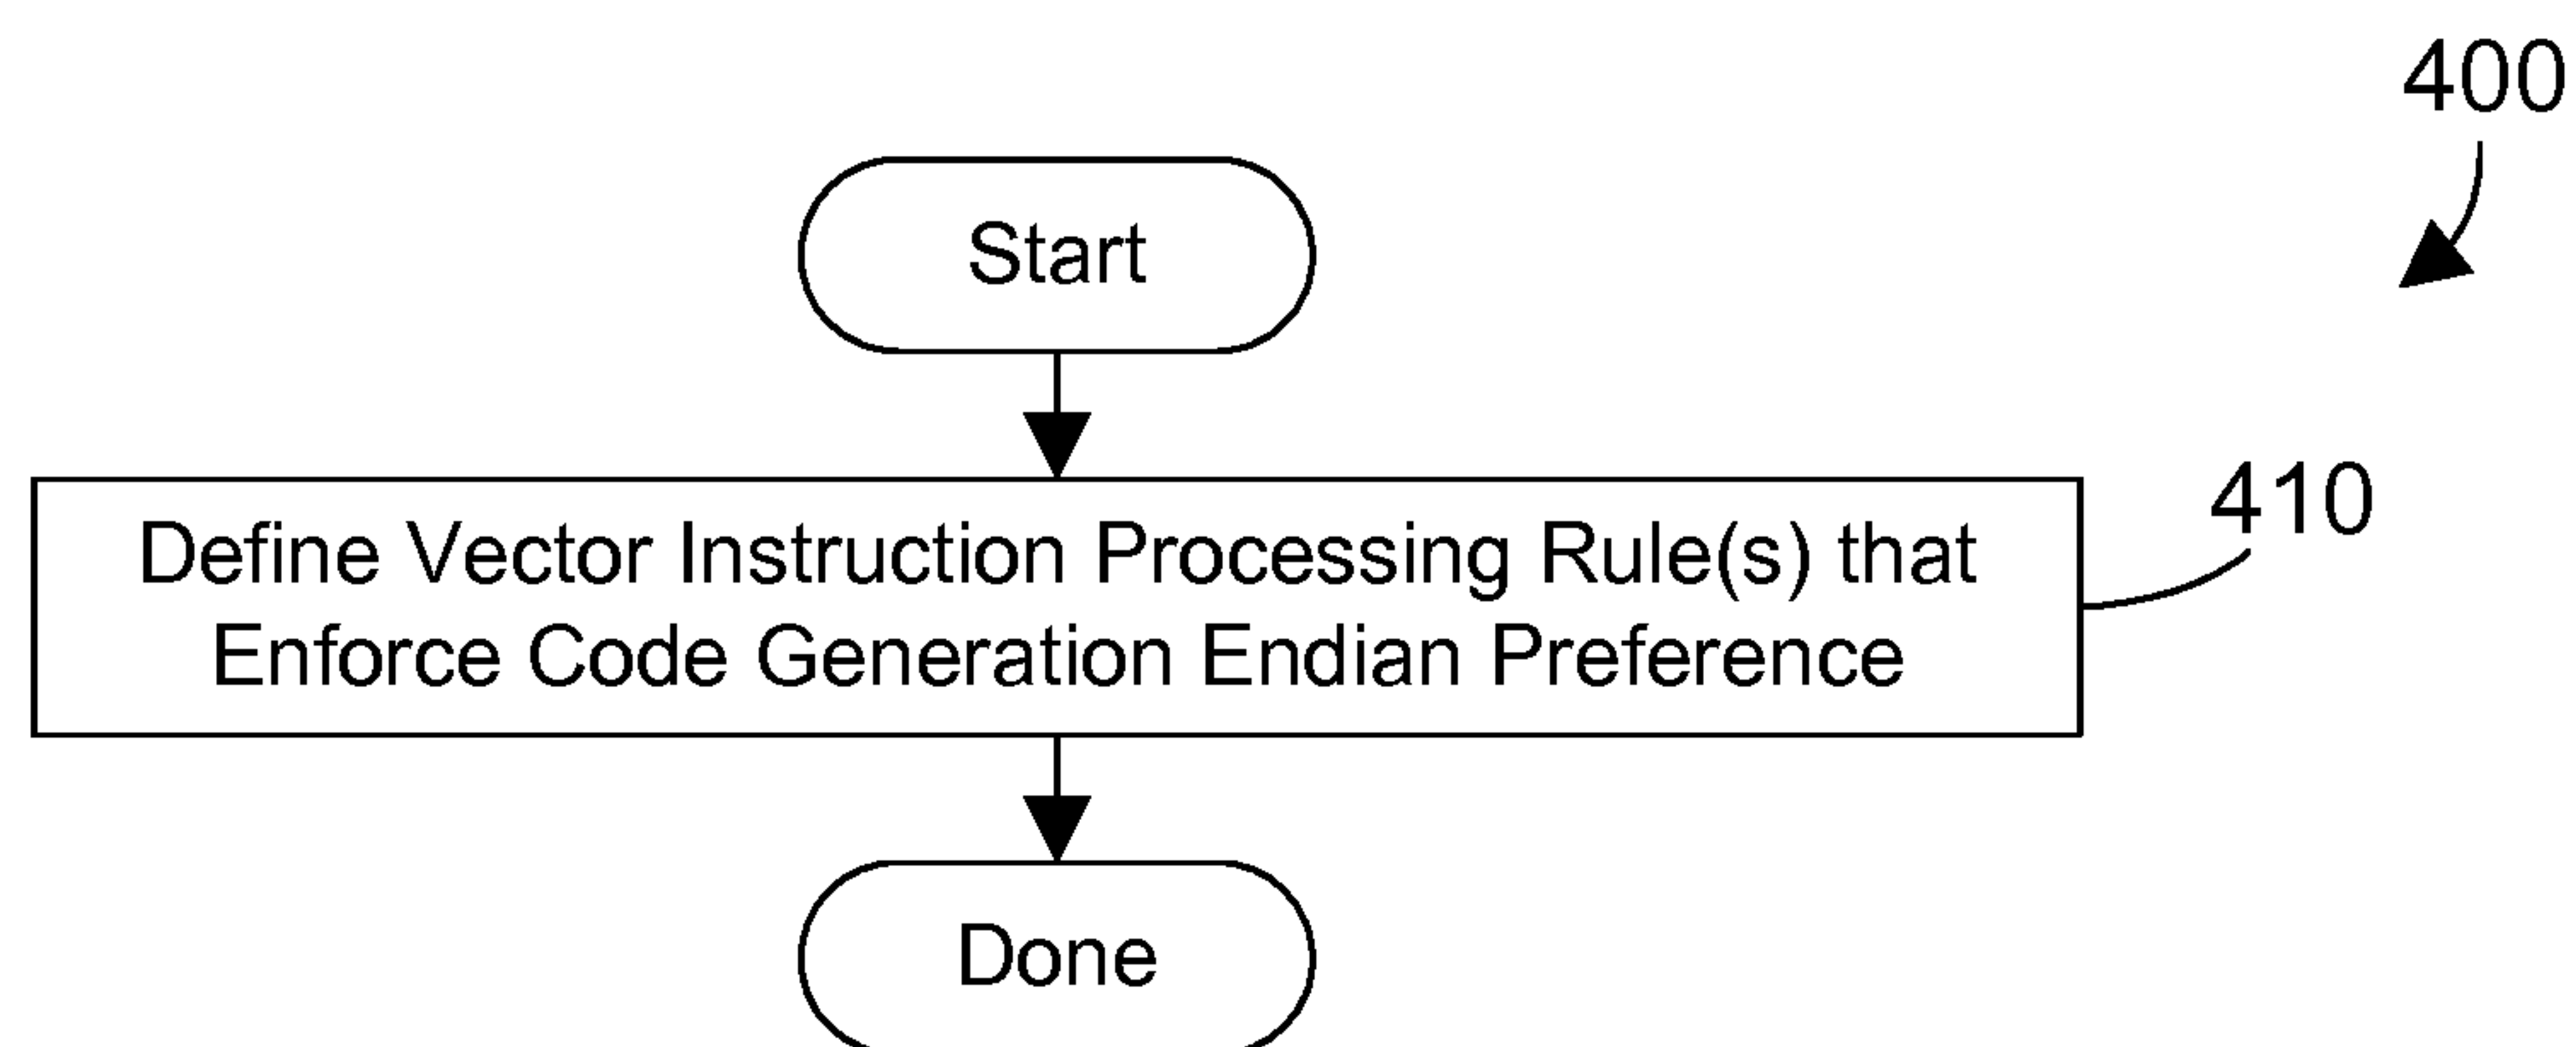 400
Start
410
Define Vector Instruction Processing Rule(s) that
Enforce Code Generation Endian Preference
Done